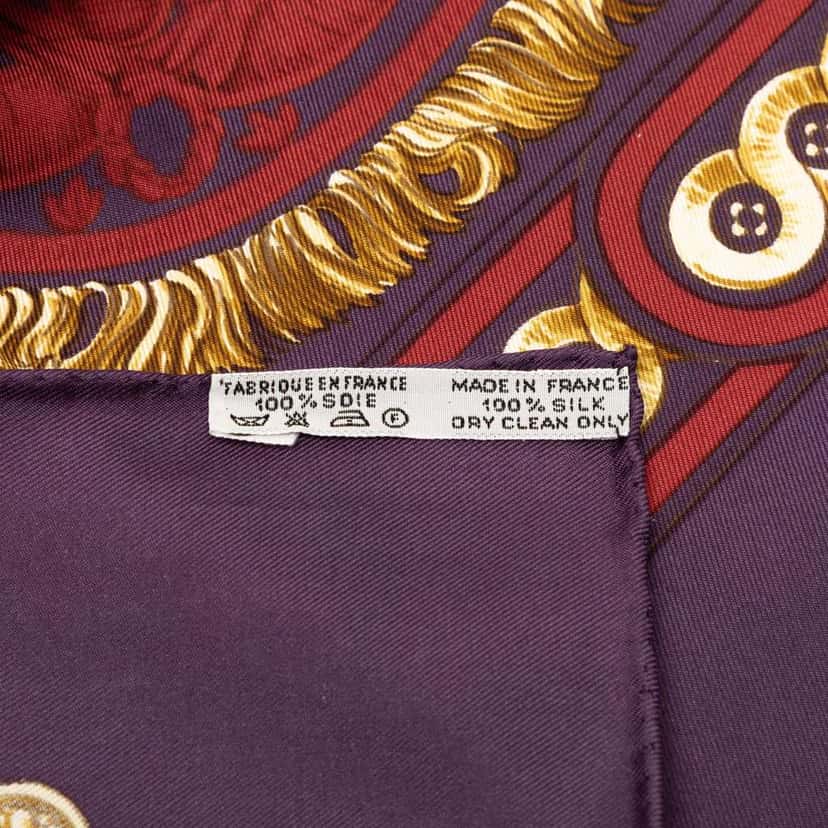 FABRIQUE EN FRANCE
100 % SOIE
F
MADE IN FRANCE
100 % SILK
DRY CLEAN ONLY